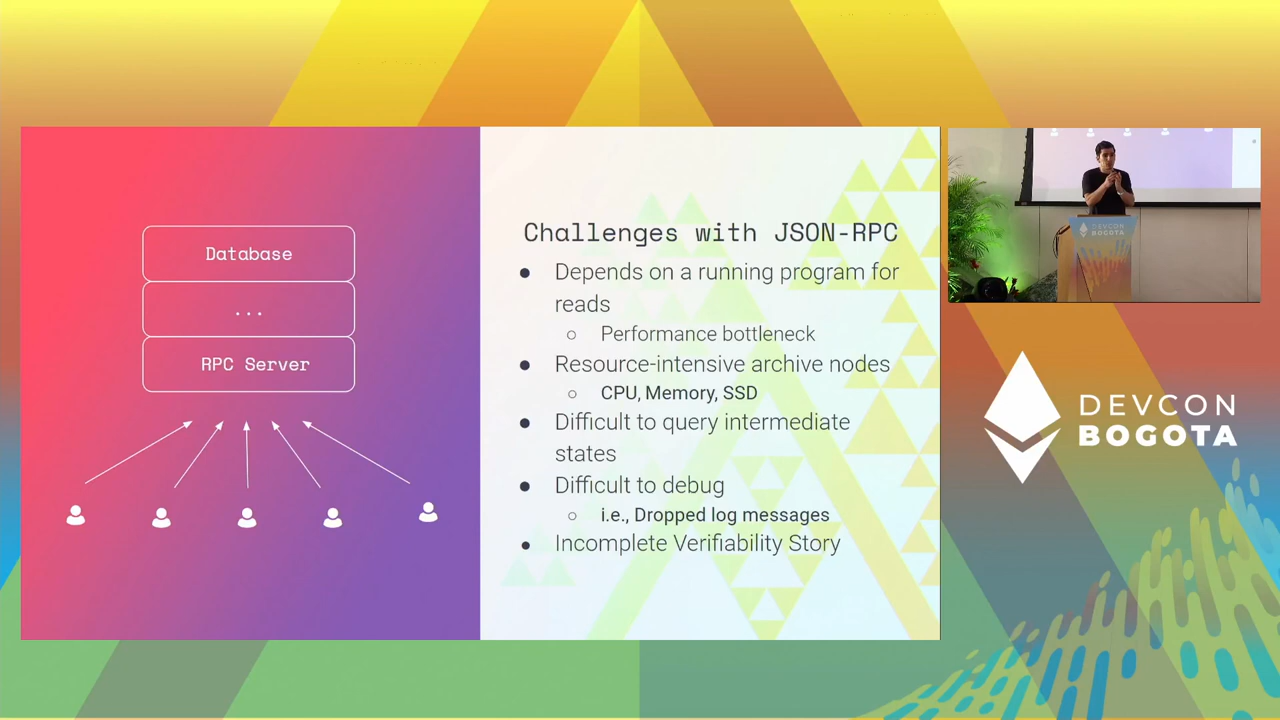 Database
...
RPC Server
Challenges with JSON-RPC
● Depends on a running program for
reads
○ Performance bottleneck
● Resource-intensive archive nodes
○ CPU, Memory, SSD
● Difficult to query intermediate
states
● Difficult to debug
○ i.e., Dropped log messages
● Incomplete Verifiability Story
DEVCON
BOGOTA
DEVCON
BOGOTA